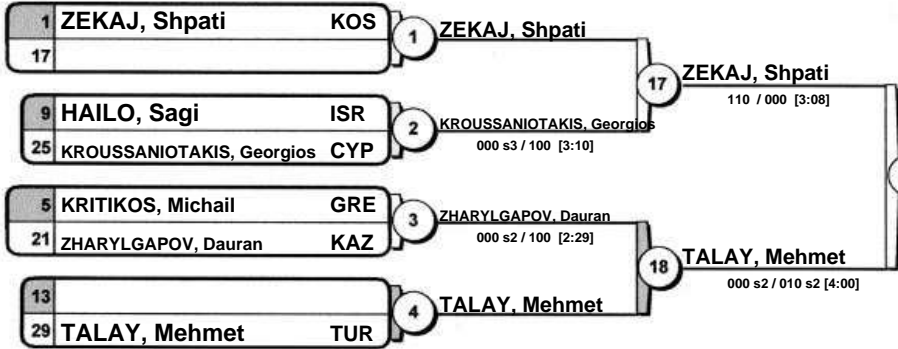 1 ZEKAJ, Shpati KOS
17
1
ZEKAJ, Shpati
9 HAILO, Sagi ISR
25 KROUSSANIOTAKIS, Georgios CYP
2
KROUSSANIOTAKIS, Georgios
000 s3 / 100 [3:10]
17
ZEKAJ, Shpati
110 / 000 [3:08]
5 KRITIKOS, Michail GRE
21 ZHARYLGAPOV, Dauran KAZ
3
ZHARYLGAPOV, Dauran
000 s2 / 100 [2:29]
13
29 TALAY, Mehmet TUR
4
TALAY, Mehmet
18
TALAY, Mehmet
000 s2 / 010 s2 [4:00]